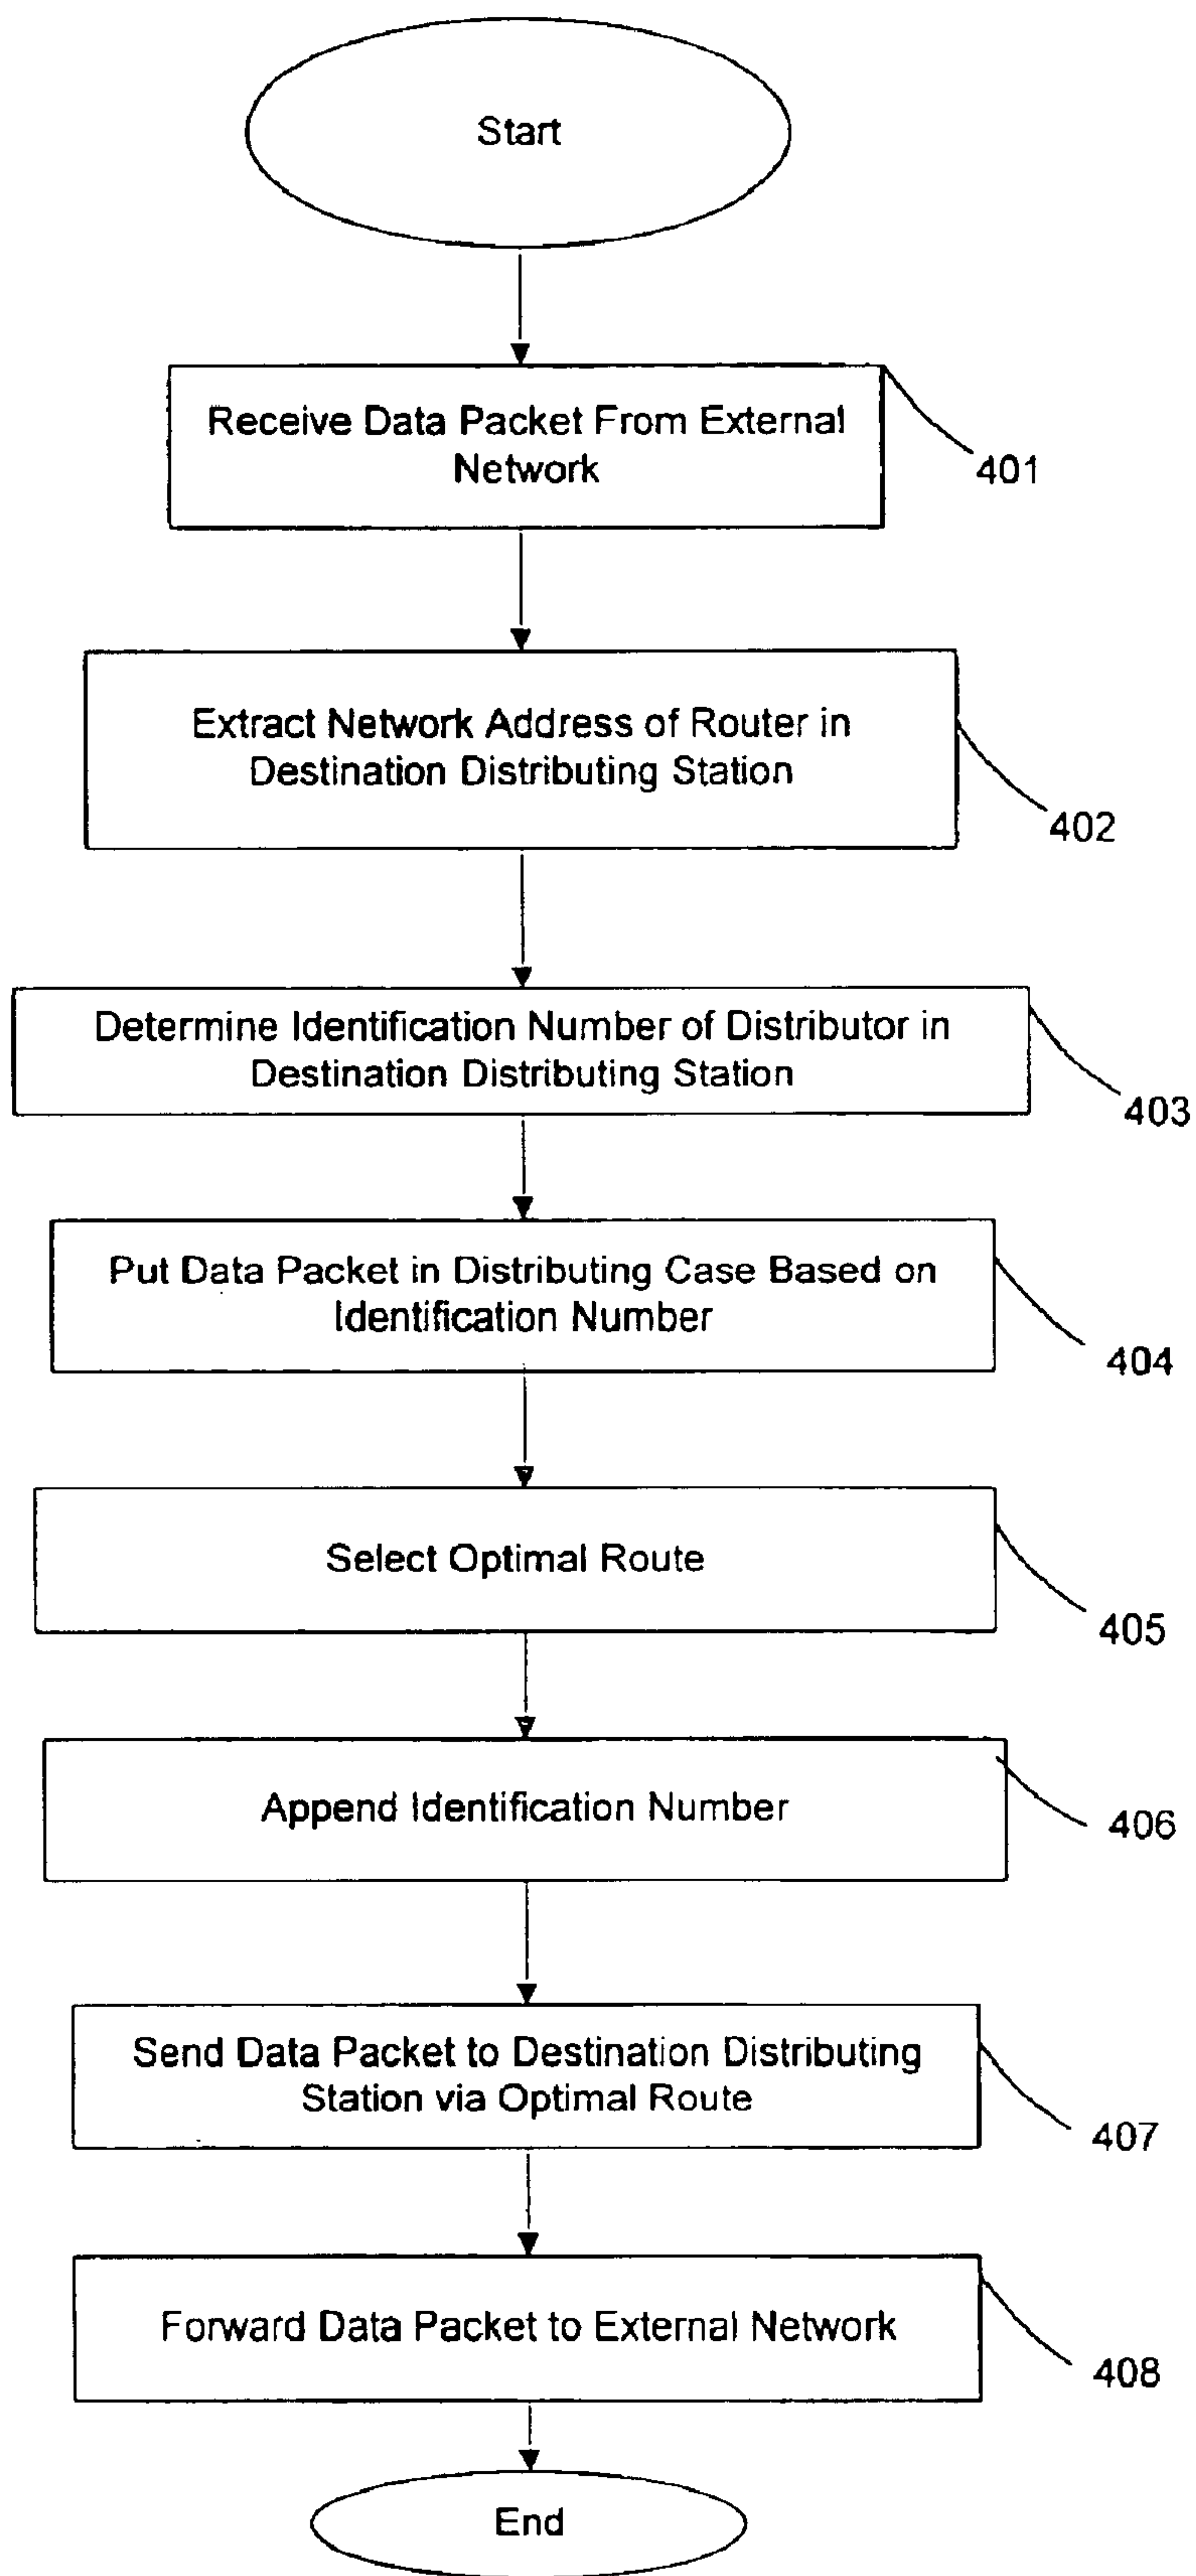 Start
Receive Data Packet From External
Network
401
Extract Network Address of Router in
Destination Distributing Station
402
Determine Identification Number of Distributor in
Destination Distributing Station
403
Put Data Packet in Distributing Case Based on
Identification Number
404
Select Optimal Route
405
Append Identification Number
406
Send Data Packet to Destination Distributing
Station via Optimal Route
407
Forward Data Packet to External Network
408
End